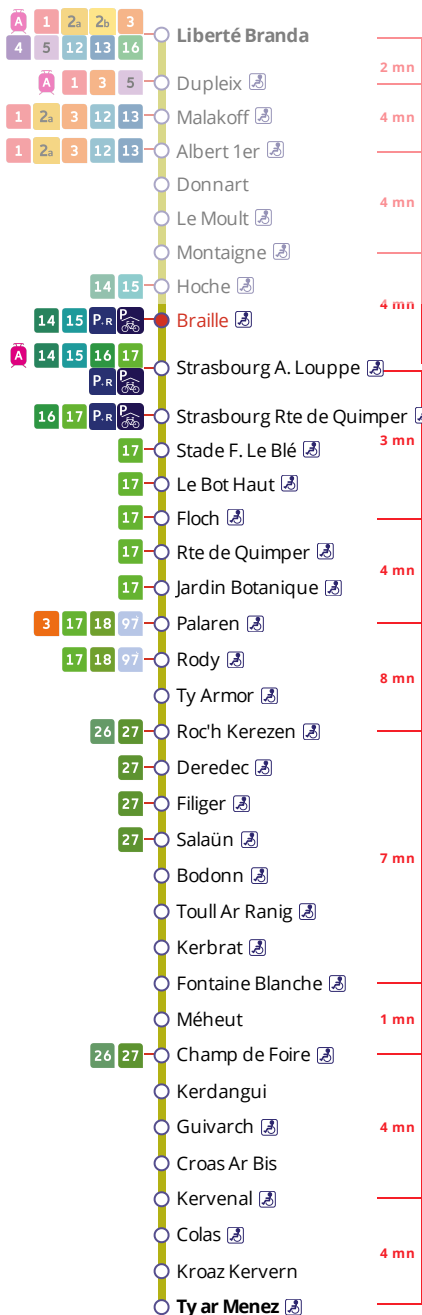 A 1 2a 2b 3
4 5 12 13 16 Liberté Branda
2 mn
A 1 3 5 Dupleix
1 2a 3 12 13 Malakoff
4 mn
1 2a 3 12 13 Albert 1er
Donnart
4 mn
Le Moult
Montaigne
14 15 Hoche
4 mn
14 15 P.R P Braille
A 14 15 16 17
P.R P Strasbourg A. Louppe
16 17 P.R P Strasbourg Rte de Quimper
3 mn
17 Stade F. Le Blé
17 Le Bot Haut
17 Floch
17 Rte de Quimper
4 mn
17 Jardin Botanique
3 17 18 97 Palaren
17 18 97 Rody
8 mn
Ty Armor
26 27 Roc'h Kerezen
27 Deredec
27 Filiger
27 Salaün
7 mn
Bodonn
Toull Ar Ranig
Kerbrat
Fontaine Blanche
Méheut
1 mn
26 27 Champ de Foire
Kerdangui
Guivarch
4 mn
Croas Ar Bis
Kervenal
Colas
4 mn
Kroaz Kervern
Ty ar Menez